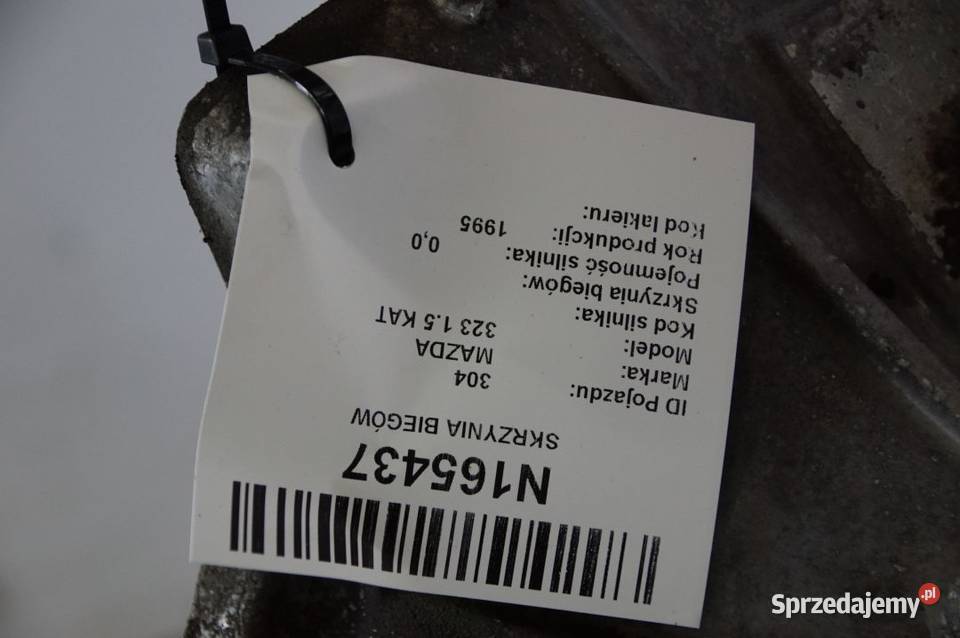 N165437
SKRZYNIA BIEGÓW
ID Pojazdu: 304
Marka: MAZDA
Model: 323 1.5 KAT
Kod silnika:
Skrzynia biegów:
Pojemność silnika: 0,0
Rok produkcji: 1995
Kod lakieru:
Sprzedajemy.pl